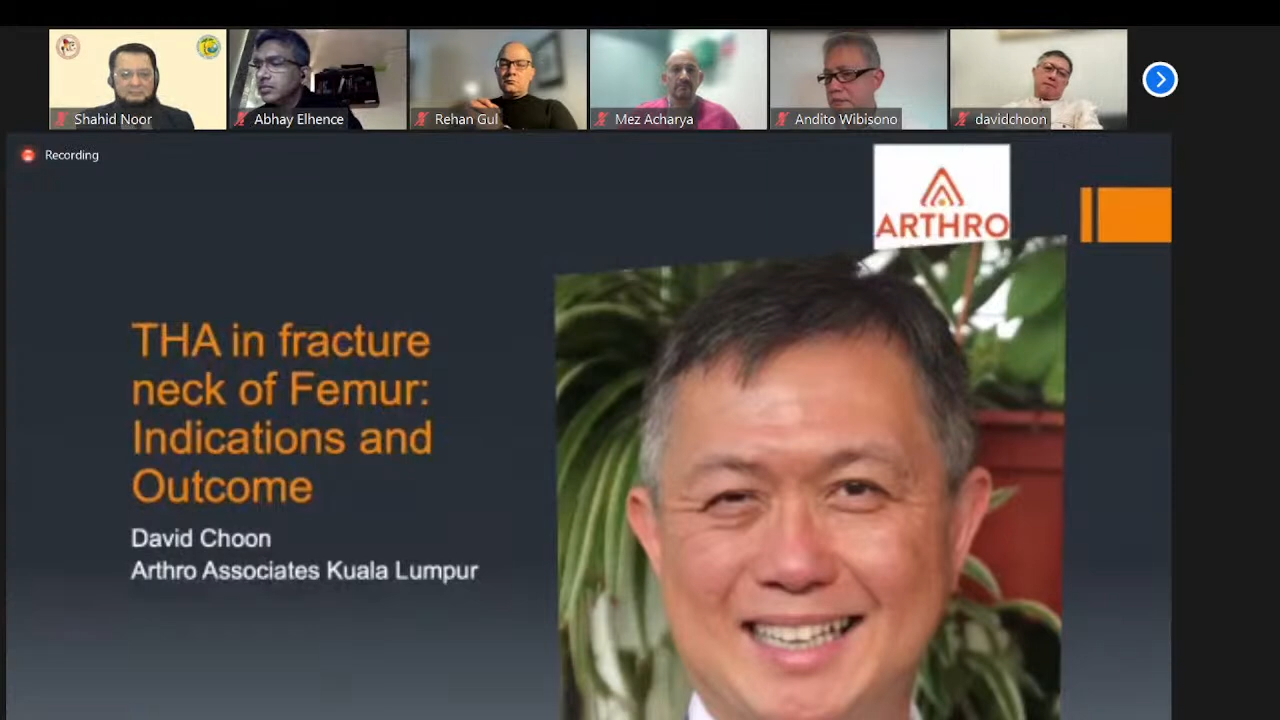 Shahid Noor
Abhay Elhence
Rehan Gul
Mez Acharya
Andito Wibisono
davidchoon
Recording
ARTHRO
THA in fracture
neck of Femur:
Indications and
Outcome
David Choon
Arthro Associates Kuala Lumpur